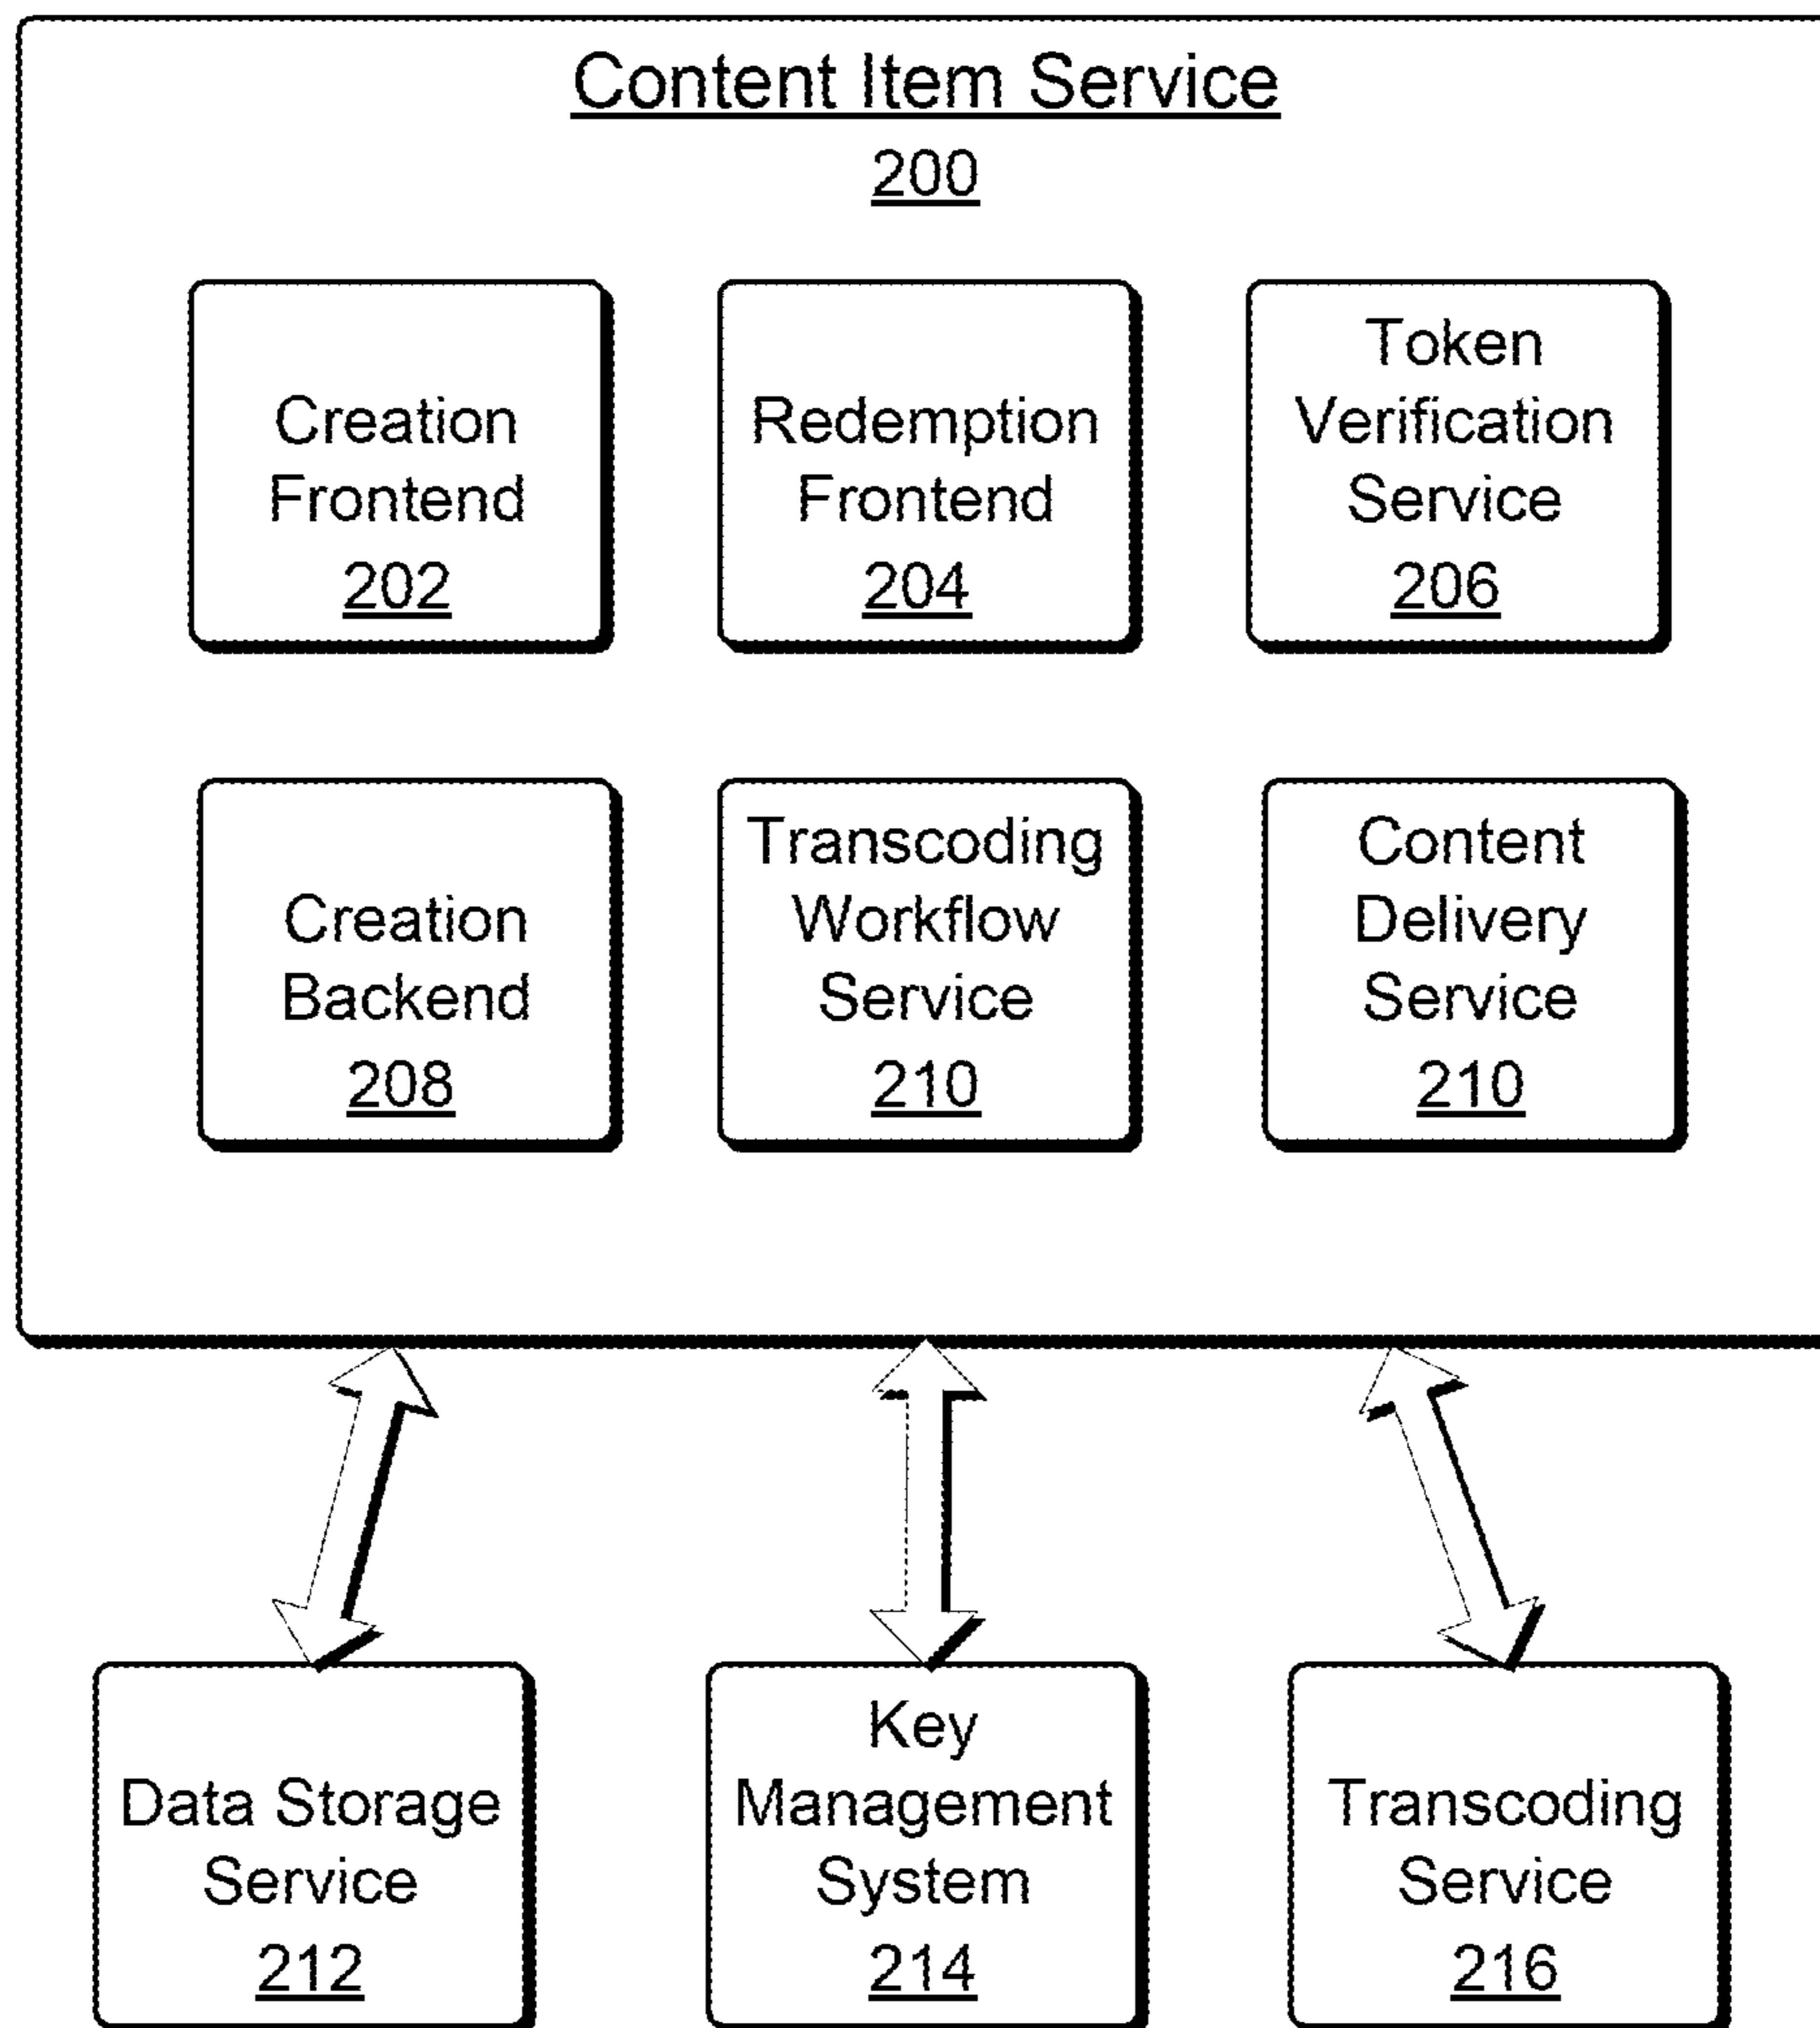 Content Item Service
200
Creation
Frontend
202
Redemption
Frontend
204
Token
Verification
Service
206
Creation
Backend
208
Transcoding
Workflow
Service
210
Content
Delivery
Service
210
Data Storage
Service
212
Key
Management
System
214
Transcoding
Service
216